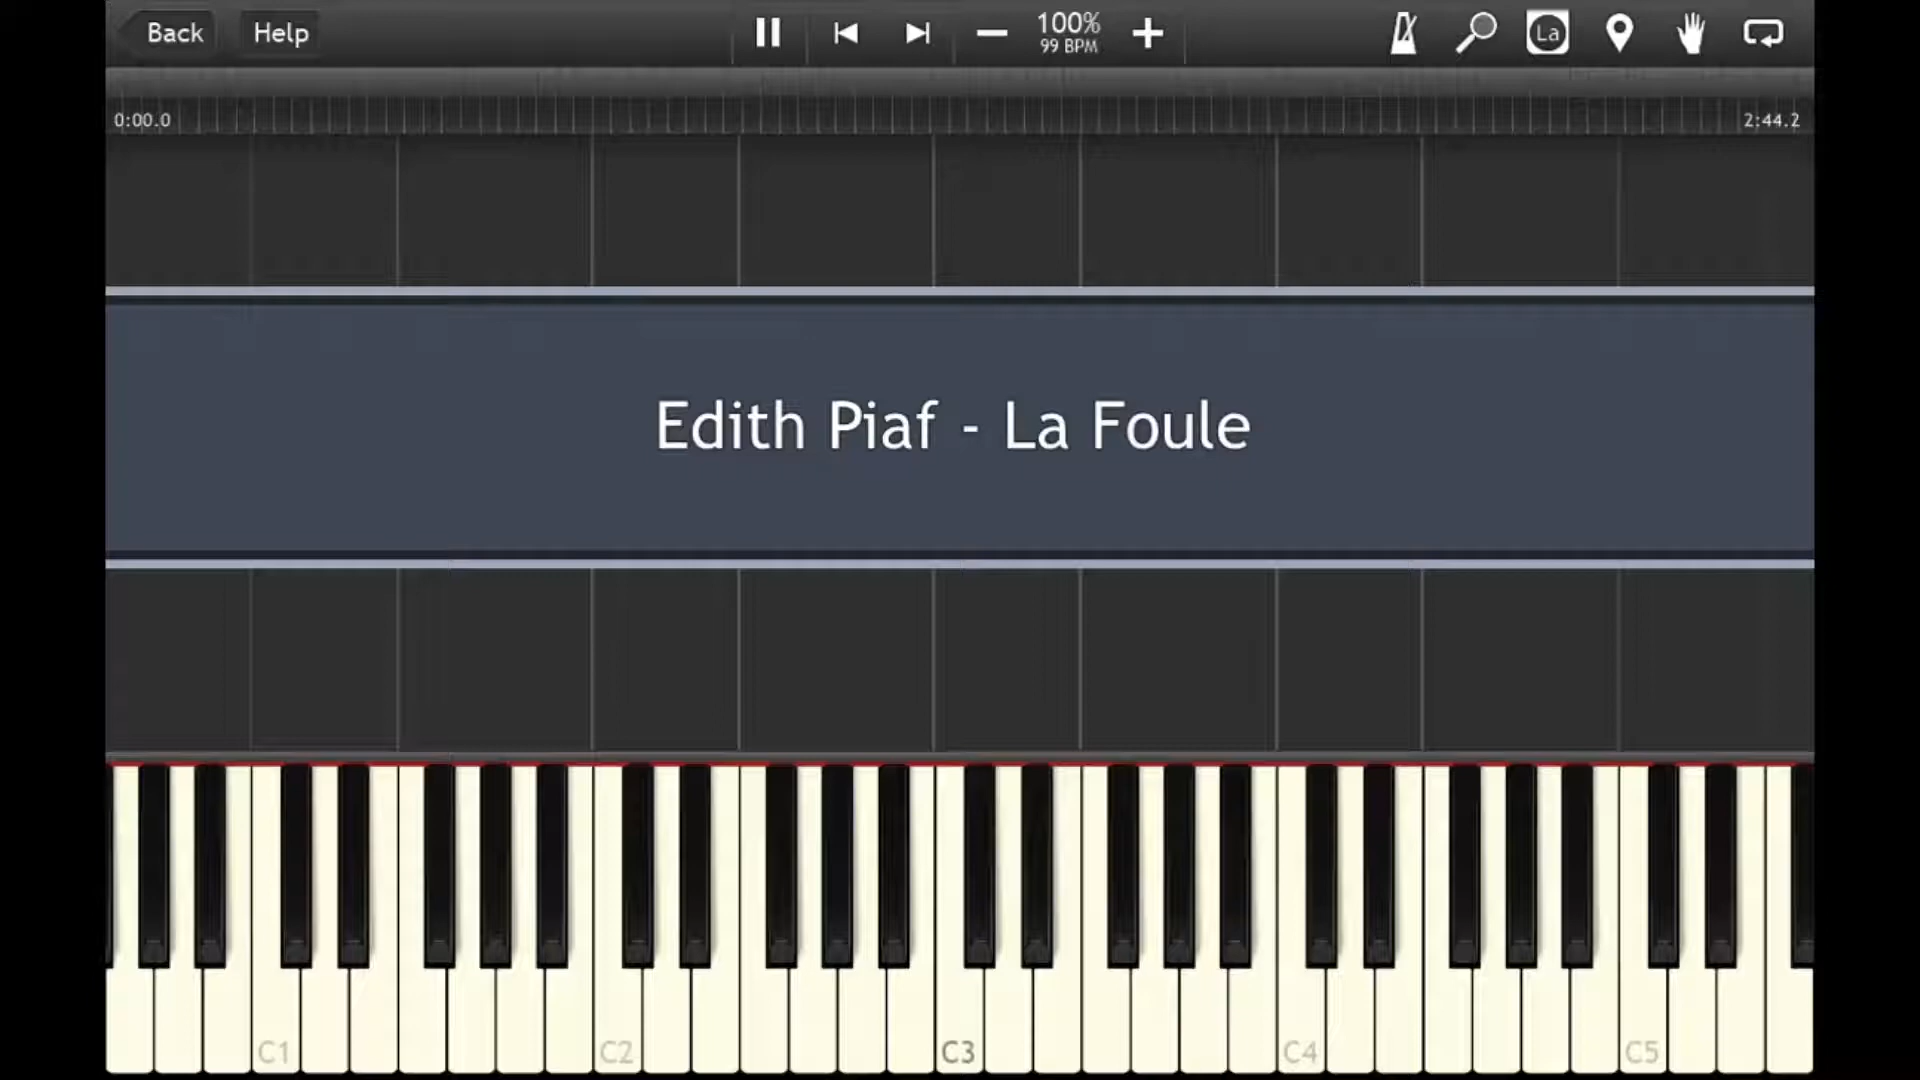 Back
Help
100%
99 BPM
La
0:00.0
2:44.2
Edith Piaf - La Foule
C1
C2
C3
C4
C5